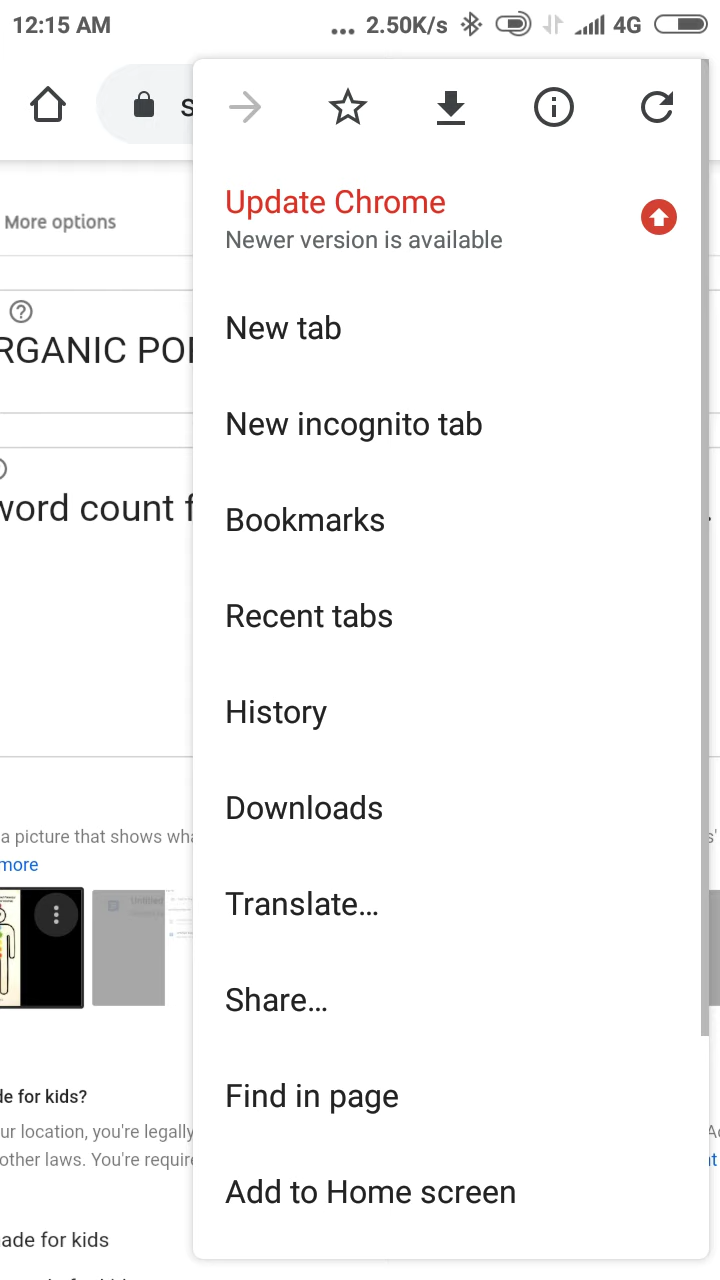 12:15 AM ... 2.50K/s 4G
More options
Update Chrome
Newer version is available
New tab
RGANIC POI
New incognito tab
word count f
Bookmarks
Recent tabs
History
Downloads
a picture that shows wha
more
Translate...
Untitled
Share...
Find in page
de for kids?
ur location, you're legally
other laws. You're require
Add to Home screen
ade for kids